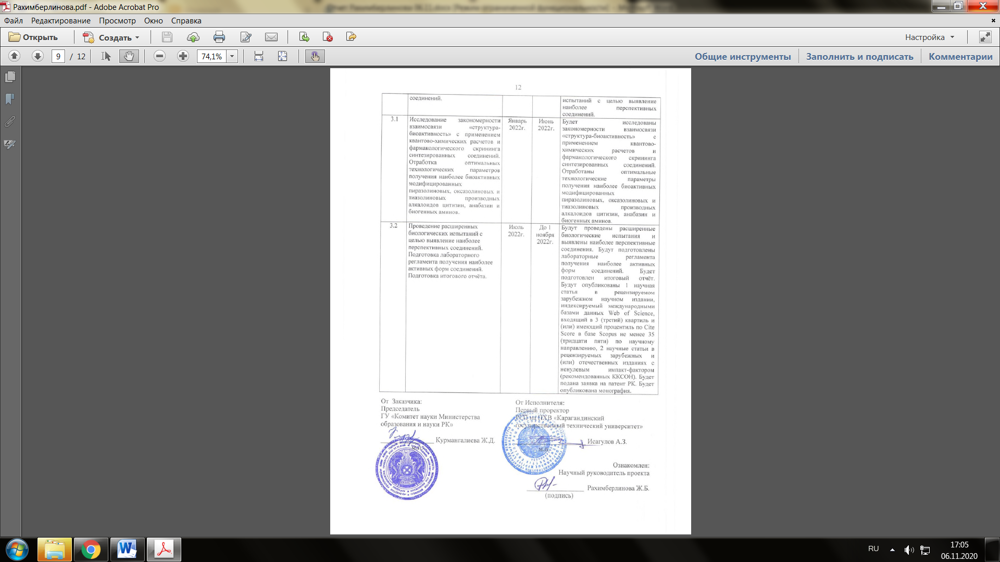 Рахимберлинова.pdf - Adobe Acrobat Pro
Файл Редактирование Просмотр Окно Справка
Открыть Создать Настройка
9 / 12 74,1% Общие инструменты Заполнить и подписать Комментарии
12
соединений.
испытаний с целью выявление
наиболее перспективных
соединений.
3.1
Исследование закономерности
взаимосвязи «структура-
биоактивность» с применением
квантово-химических расчетов и
фармакологического скрининга
синтезированных соединений.
Отработка оптимальных
технологических параметров
получения наиболее биоактивных
модифицированных
пиразолиновых, оксазолиновых и
тиазолиновых производных
алкалоидов цитизин, анабазин и
биогенных аминов.
Январь
2022г.
Июнь
2022г.
Будет исследованы
закономерности взаимосвязи
«структура-биоактивность» с
применением квантово-
химических расчетов и
фармакологического скрининга
синтезированных соединений.
Отработаны оптимальные
технологические параметры
получения наиболее биоактивных
модифицированных
пиразолиновых, оксазолиновых и
тиазолиновых производных
алкалоидов цитизин, анабазин и
биогенных аминов
3.2
Проведение расширенных
биологических испытаний с
целью выявление наиболее
перспективных соединений.
Подготовка лабораторного
регламента получения наиболее
активных форм соединений.
Подготовка итогового отчёта.
Июль
2022г.
До 1
ноября
2022г.
Будут проведены расширенные
биологические испытания и
выявлены наиболее перспективные
соединения. Будут подготовлены
лабораторные регламента
получения наиболее активных
форм соединений. Будет
подготовлен итоговый отчёт.
Будут опубликованы 1 научная
статья в рецензируемом
зарубежном научном издании,
индексируемый международными
базами данных Web of Science,
входящий в 3 (третий) квартиль и
(или) имеющий процентиль по Cite
Score в базе Scopus не менее 35
(тридцати пяти) по научному
направлению, 2 научные статьи в
рецензируемых зарубежных и
(или) отечественных изданиях с
ненулевым импакт-фактором
(рекомендованных ККСОН). Будет
подана заявка на патент РК. Будет
опубликована монография.
От Заказчика:
Председатель
ГУ «Комитет науки Министерства
образования и науки РК»
Курмангалиева Ж.Д.
От Исполнителя:
Первый проректор
РГП на ПХВ «Карагандинский
государственный технический университет»
Исагулов А.З.
м.п.
Ознакомлен:
Научный руководитель проекта
Рахимберлинова Ж.Б.
(подпись)
RU
17:05
06.11.2020